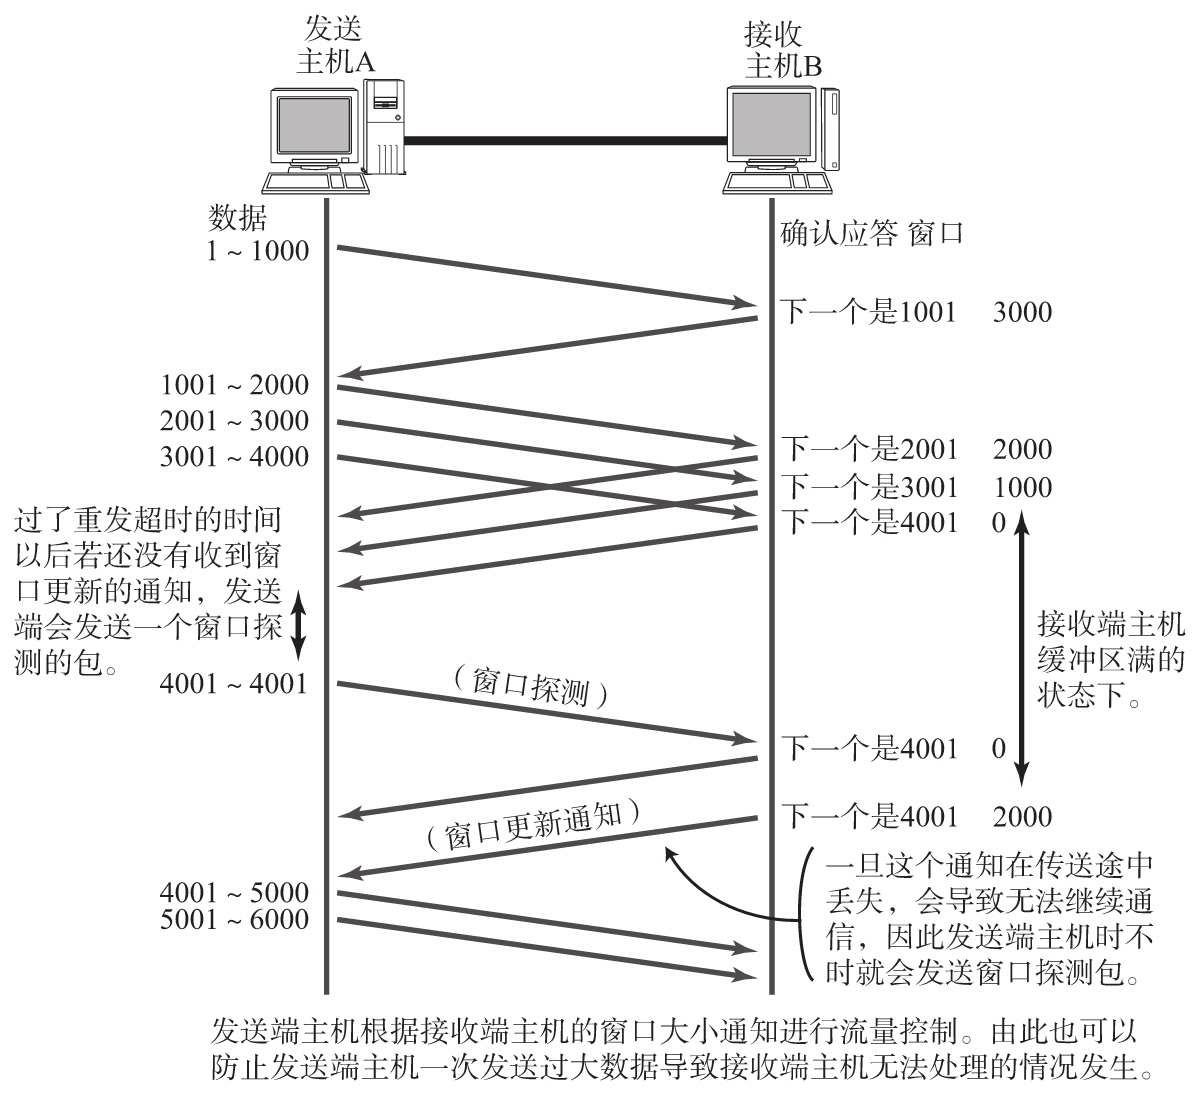 发送
主机A
接收
主机B
数据
确认应答 窗口
1 ~ 1000
下一个是1001 3000
1001 ~ 2000
2001 ~ 3000
3001 ~ 4000
下一个是2001 2000
下一个是3001 1000
下一个是4001 0
过了重发超时的时间
以后若还没有收到窗
口更新的通知，发送
端会发送一个窗口探
测的包。
接收端主机
缓冲区满的
状态下。
4001 ~ 4001
（窗口探测）
下一个是4001 0
（窗口更新通知）
下一个是4001 2000
4001 ~ 5000
5001 ~ 6000
一旦这个通知在传送途中
丢失，会导致无法继续通
信，因此发送端主机时不
时就会发送窗口探测包。
发送端主机根据接收端主机的窗口大小通知进行流量控制。由此也可以
防止发送端主机一次发送过大数据导致接收端主机无法处理的情况发生。